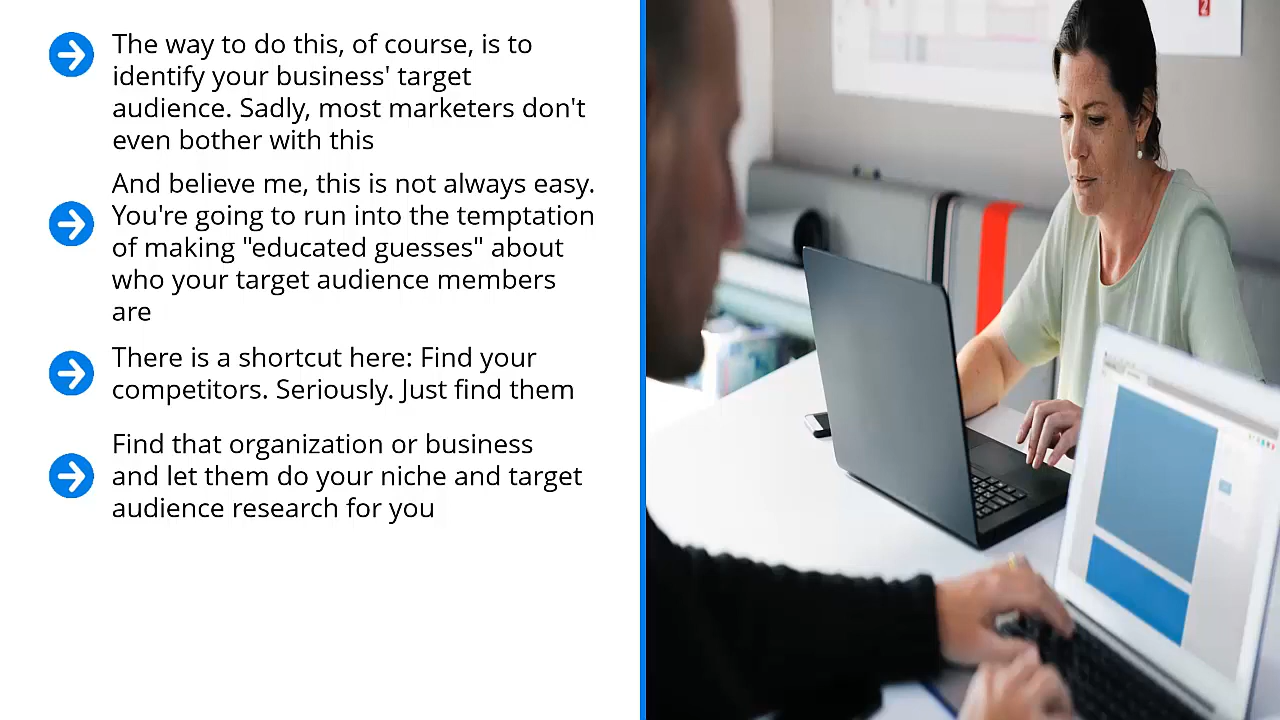 The way to do this, of course, is to
identify your business' target
audience. Sadly, most marketers don't
even bother with this
And believe me, this is not always easy.
You're going to run into the temptation
of making "educated guesses" about
who your target audience members
are
There is a shortcut here: Find your
competitors. Seriously. Just find them
Find that organization or business
and let them do your niche and target
audience research for you
2